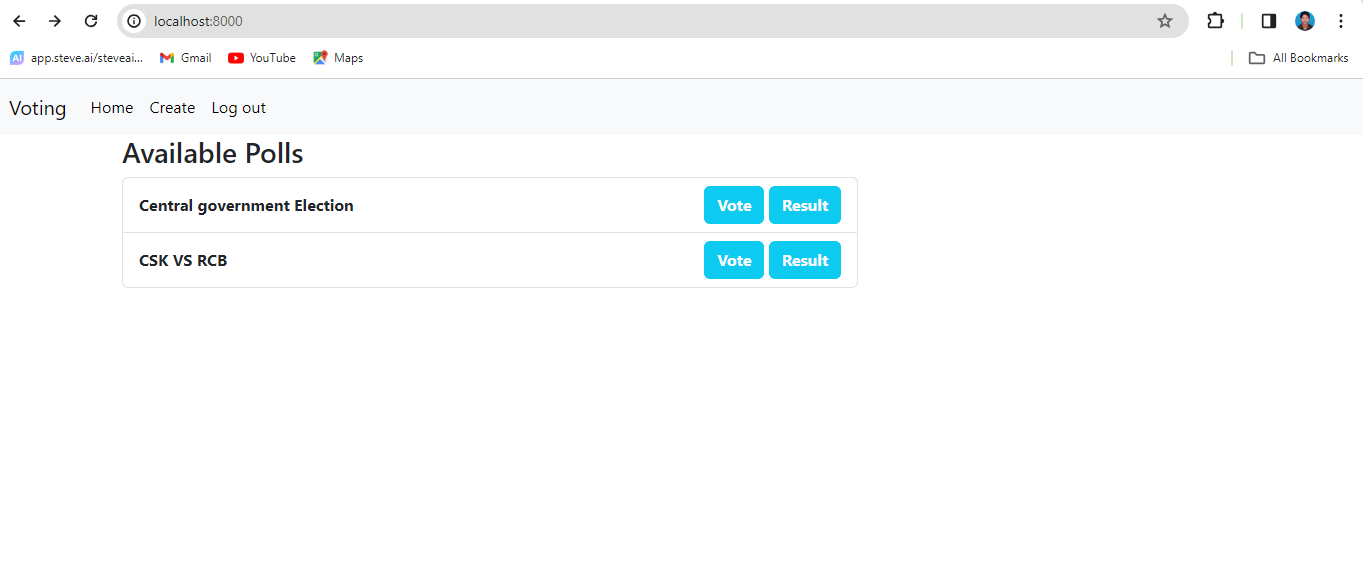 localhost:8000
AI app.steve.ai/steveai... Gmail YouTube Maps All Bookmarks
Voting Home Create Log out
Available Polls
Central government Election Vote Result
CSK VS RCB Vote Result